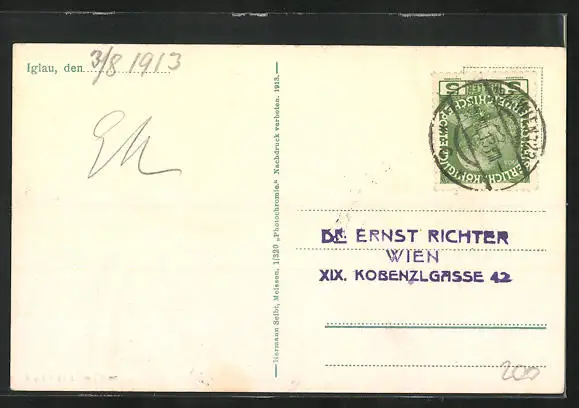 Iglau, den 3/8 1913
Hermann Seibt, Meissen, 1/320 „Photochromie.“ Nachdruck verboten. 1913.
DR. ERNST RICHTER
WIEN
XIX. KOBENZLGASSE 42
200